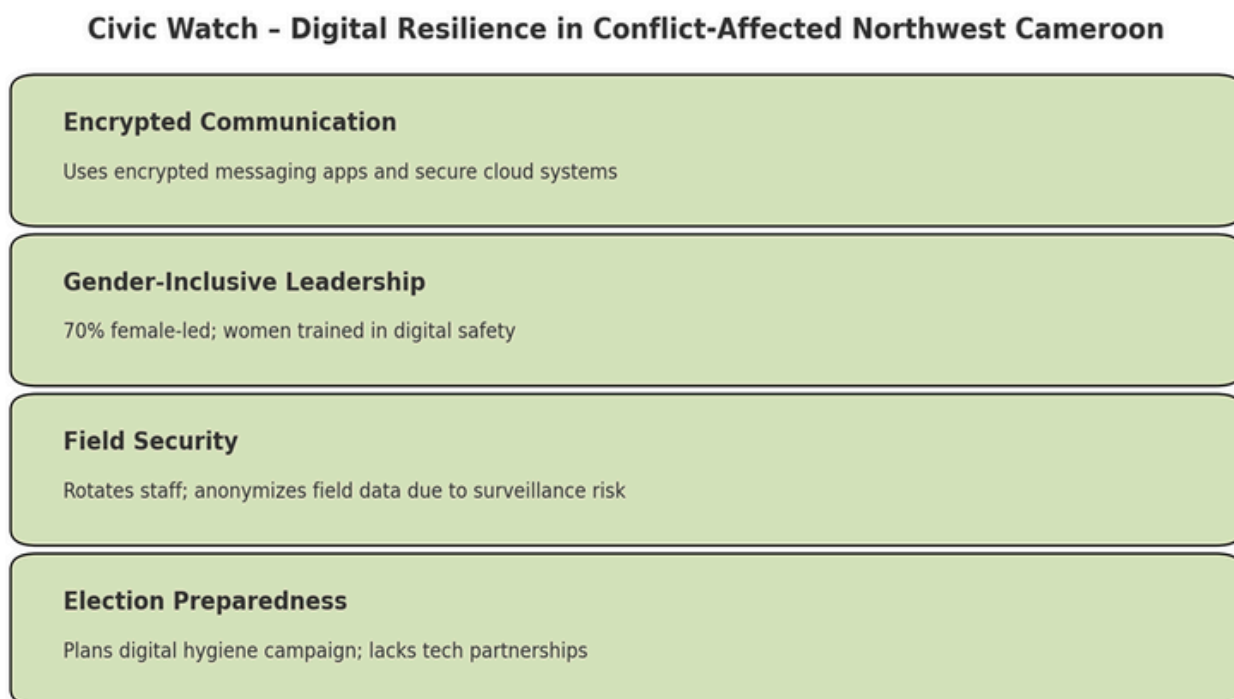 Civic Watch – Digital Resilience in Conflict-Affected Northwest Cameroon
Encrypted Communication
Uses encrypted messaging apps and secure cloud systems
Gender-Inclusive Leadership
70% female-led; women trained in digital safety
Field Security
Rotates staff; anonymizes field data due to surveillance risk
Election Preparedness
Plans digital hygiene campaign; lacks tech partnerships